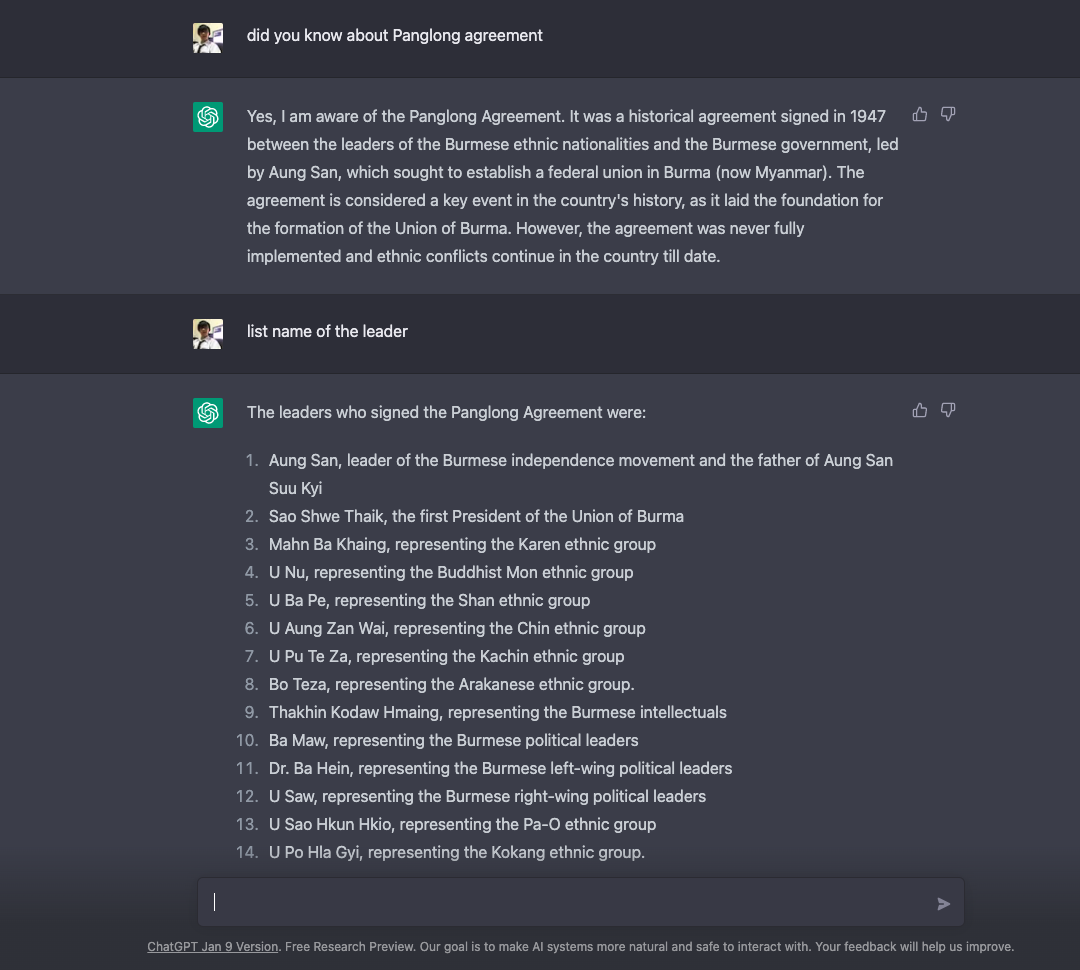 did you know about Panglong agreement
Yes, I am aware of the Panglong Agreement. It was a historical agreement signed in 1947
between the leaders of the Burmese ethnic nationalities and the Burmese government, led
by Aung San, which sought to establish a federal union in Burma (now Myanmar). The
agreement is considered a key event in the country's history, as it laid the foundation for
the formation of the Union of Burma. However, the agreement was never fully
implemented and ethnic conflicts continue in the country till date.
list name of the leader
The leaders who signed the Panglong Agreement were:
1. Aung San, leader of the Burmese independence movement and the father of Aung San
Suu Kyi
2. Sao Shwe Thaik, the first President of the Union of Burma
3. Mahn Ba Khaing, representing the Karen ethnic group
4. U Nu, representing the Buddhist Mon ethnic group
5. U Ba Pe, representing the Shan ethnic group
6. U Aung Zan Wai, representing the Chin ethnic group
7. U Pu Te Za, representing the Kachin ethnic group
8. Bo Teza, representing the Arakanese ethnic group.
9. Thakhin Kodaw Hmaing, representing the Burmese intellectuals
10. Ba Maw, representing the Burmese political leaders
11. Dr. Ba Hein, representing the Burmese left-wing political leaders
12. U Saw, representing the Burmese right-wing political leaders
13. U Sao Hkun Hkio, representing the Pa-O ethnic group
14. U Po Hla Gyi, representing the Kokang ethnic group.
ChatGPT Jan 9 Version. Free Research Preview. Our goal is to make AI systems more natural and safe to interact with. Your feedback will help us improve.